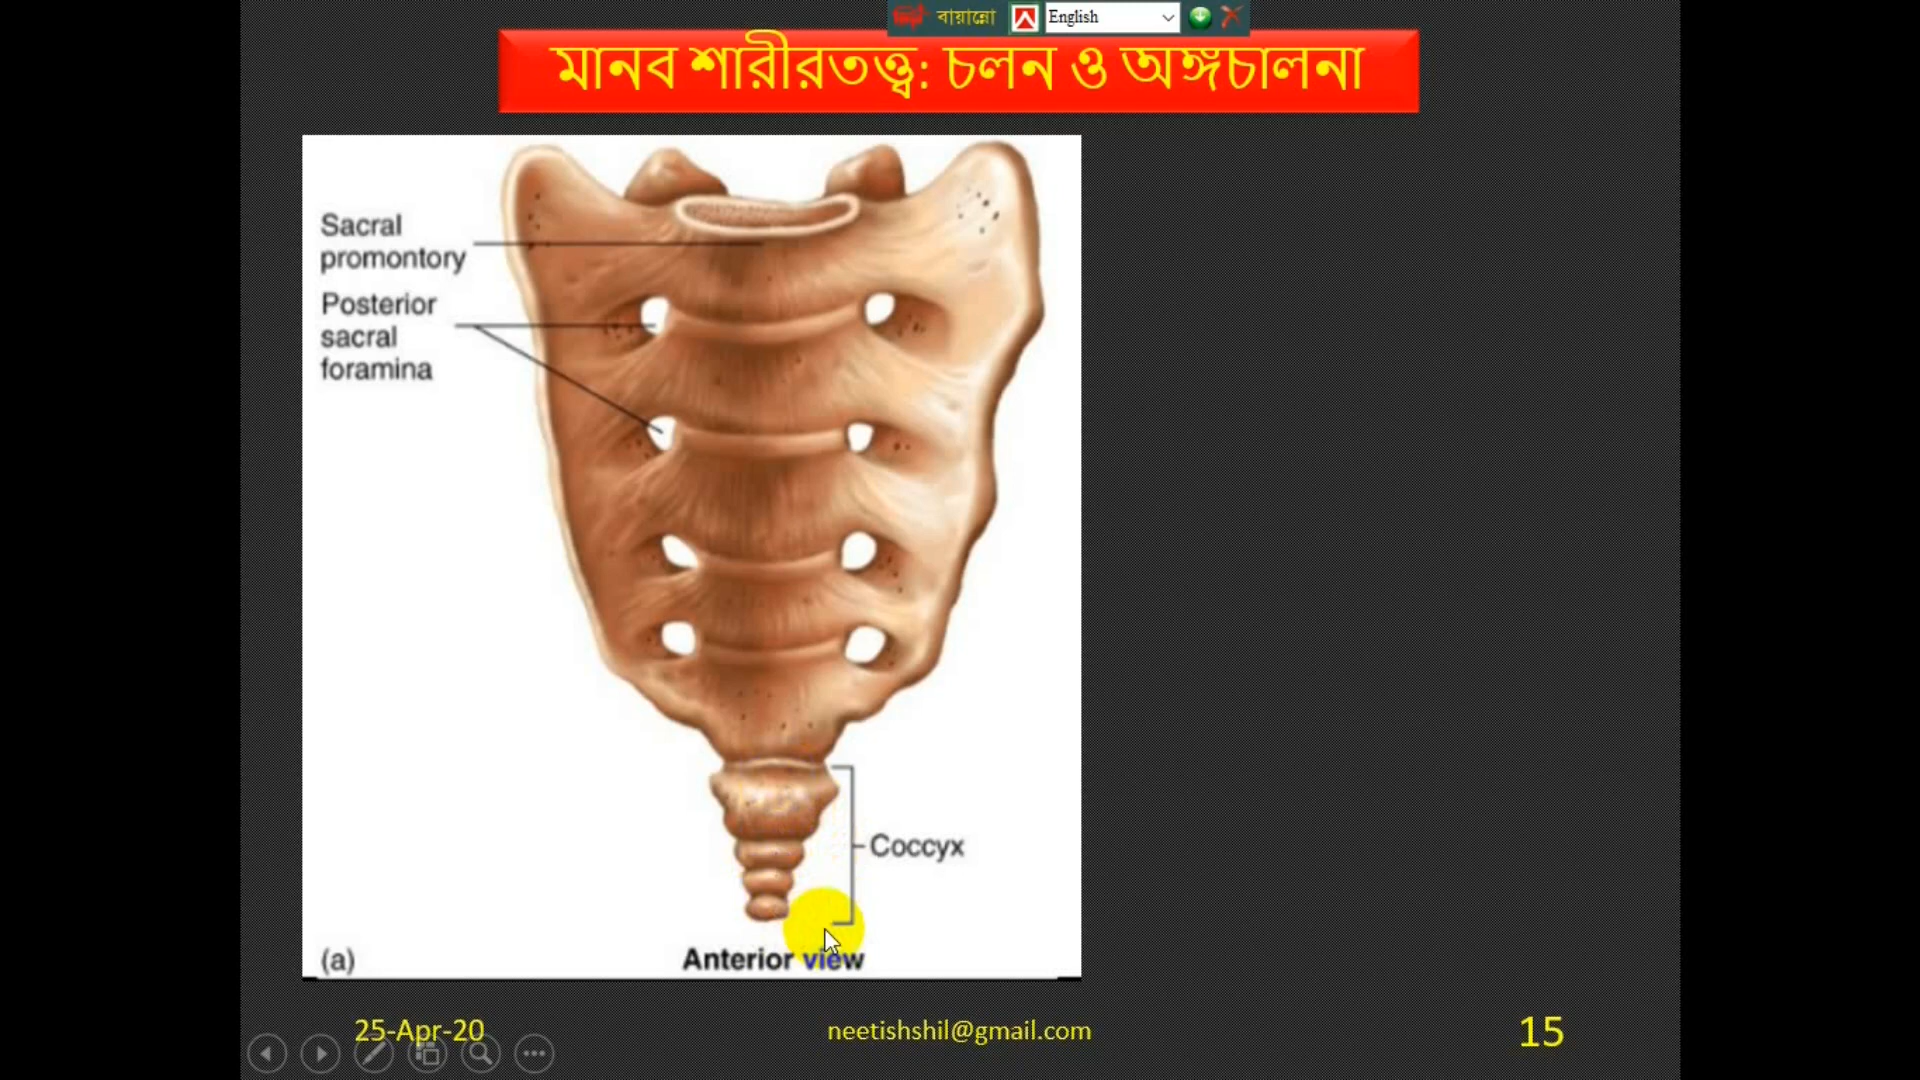 বায়ান্নো
English
মানব শারীরতত্ত্ব: চলন ও অঙ্গচালনা
Sacral
promontory
Posterior
sacral
foramina
Coccyx
(a)
Anterior view
25-Apr-20
neetishshil@gmail.com
15